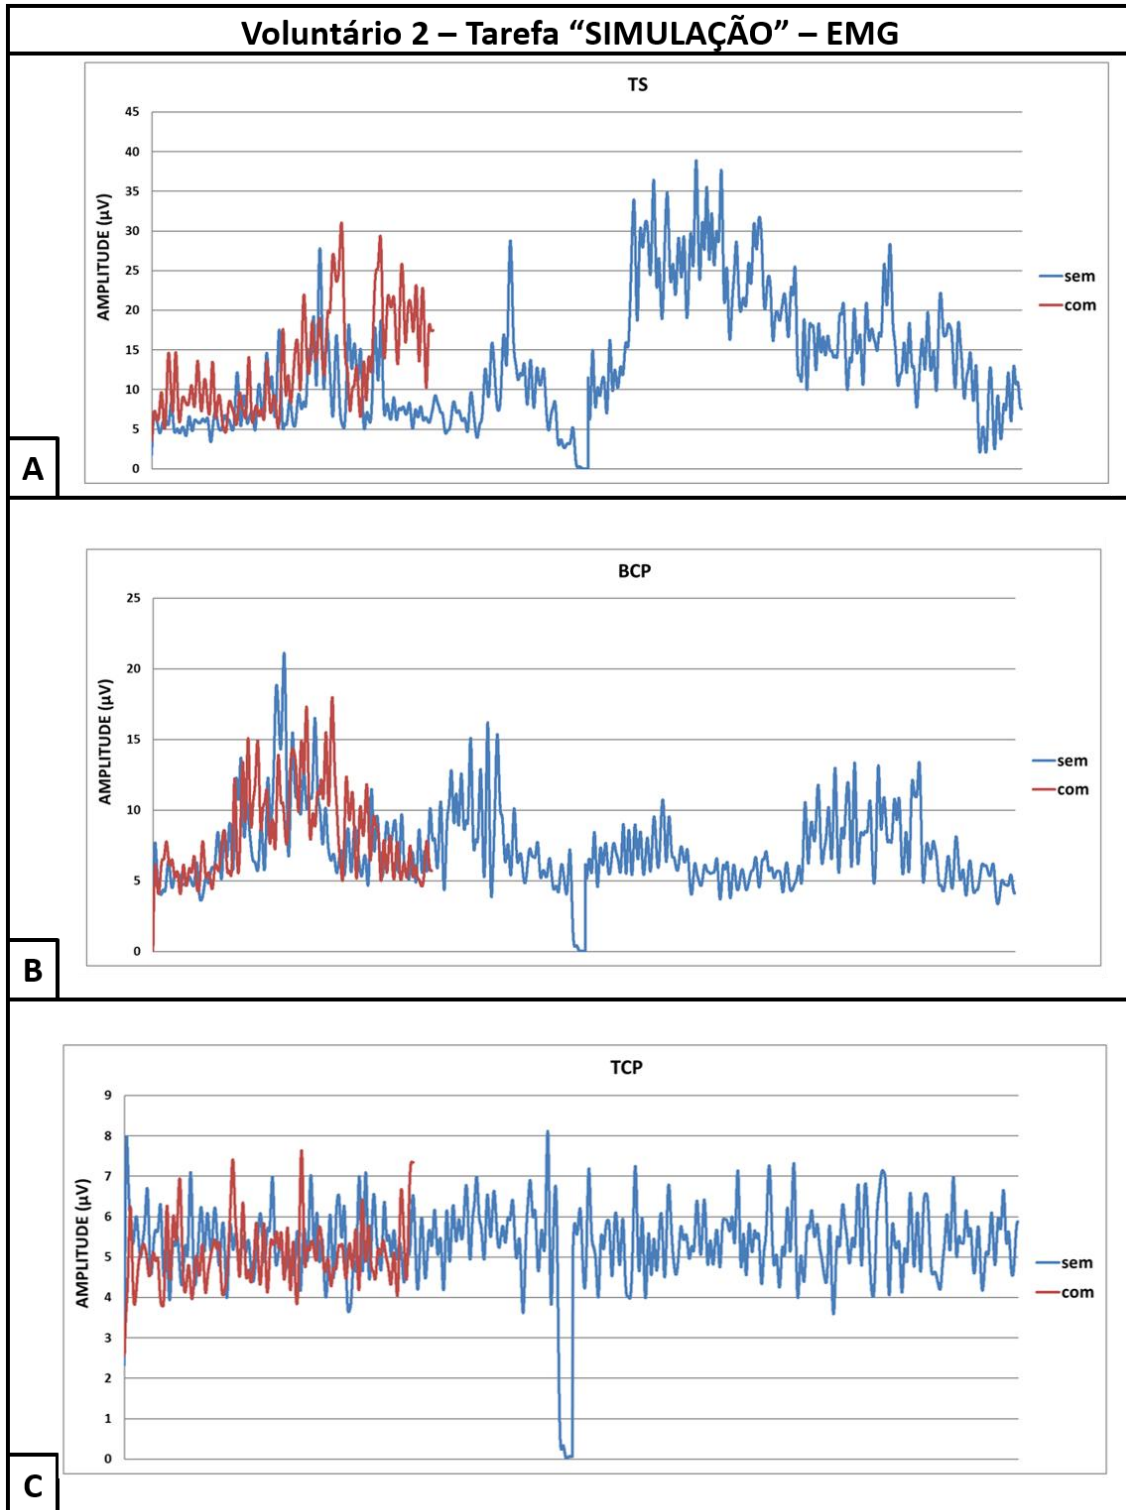 Voluntário 2 – Tarefa “SIMULAÇÃO” – EMG
TS
45
40
35
30
25
20
15
10
5
0
AMPLITUDE (µV)
sem
com
A
BCP
25
20
15
10
5
0
AMPLITUDE (µV)
sem
com
B
TCP
9
8
7
6
5
4
3
2
1
0
AMPLITUDE (µV)
sem
com
C